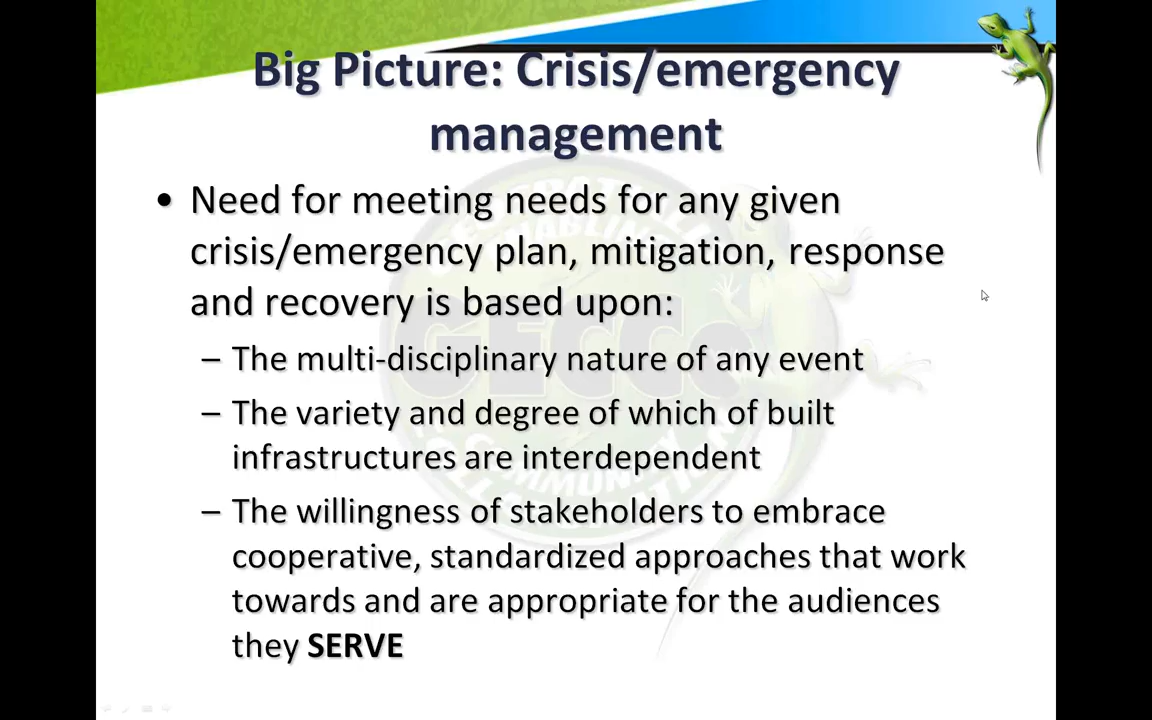 Big Picture: Crisis/emergency
management
• Need for meeting needs for any given
crisis/emergency plan, mitigation, response
and recovery is based upon:
– The multi-disciplinary nature of any event
– The variety and degree of which of built
infrastructures are interdependent
– The willingness of stakeholders to embrace
cooperative, standardized approaches that work
towards and are appropriate for the audiences
they SERVE